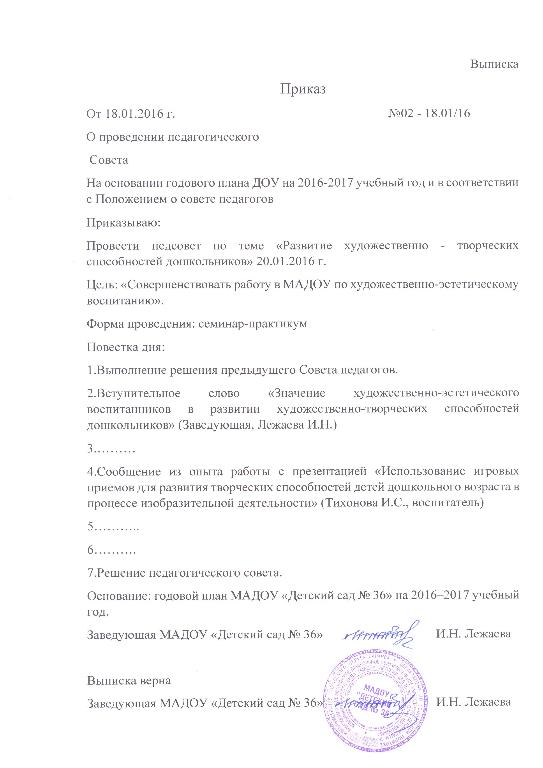 Выписка
Приказ
От 18.01.2016 г. №02 - 18.01/16
О проведении педагогического
Совета
На основании годового плана ДОУ на 2016-2017 учебный год и в соответствии
с Положением о совете педагогов
Приказываю:
Провести педсовет по теме «Развитие художественно - творческих
способностей дошкольников» 20.01.2016 г.
Цель: «Совершенствовать работу в МАДОУ по художественно-эстетическому
воспитанию».
Форма проведения: семинар-практикум
Повестка дня:
1.Выполнение решения предыдущего Совета педагогов.
2.Вступительное слово «Значение художественно-эстетического
воспитанников в развитии художественно-творческих способностей
дошкольников» (Заведующая, Лежаева И.Н.)
3.………
4.Сообщение из опыта работы с презентацией «Использование игровых
приемов для развития творческих способностей детей дошкольного возраста в
процессе изобразительной деятельности» (Тихонова И.С., воспитатель)
5………..
6……….
7.Решение педагогического совета.
Основание: годовой план МАДОУ «Детский сад № 36» на 2016–2017 учебный
год.
Заведующая МАДОУ «Детский сад № 36» И.Н. Лежаева
Выписка верна
Заведующая МАДОУ «Детский сад № 36» И.Н. Лежаева
МАДОУ
"ДЕТСКИЙ
САД № 36"